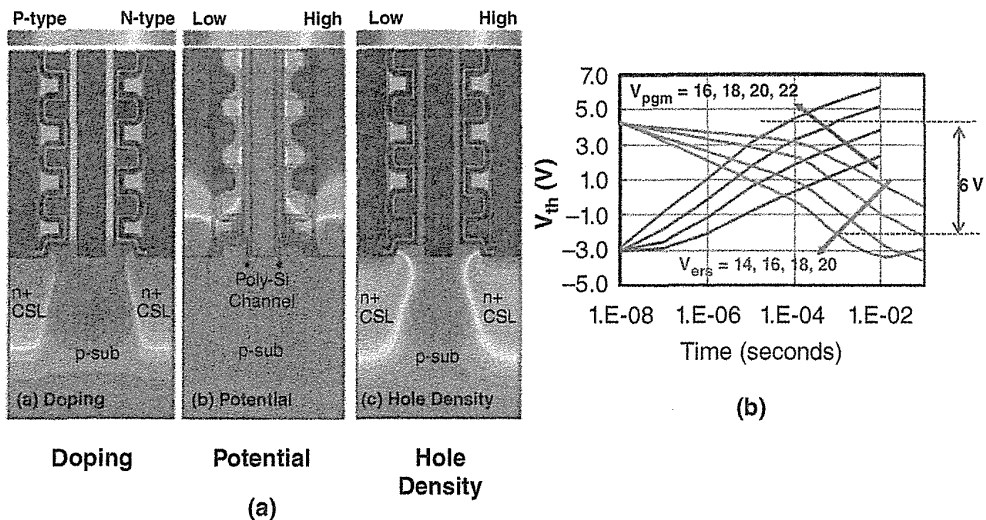 P-type N-type
Low High
Low High
n+
CSL
n+
CSL
p-sub
(a) Doping
Poly-Si
Channel
p-sub
(b) Potential
n+
CSL
n+
CSL
p-sub
(c) Hole Density
Doping
Potential
Hole
Density
(a)
Vth (V)
7.0
5.0
3.0
1.0
−1.0
−3.0
−5.0
Vpgm = 16, 18, 20, 22
6 V
Vers = 14, 16, 18, 20
1.E-08 1.E-06 1.E-04 1.E-02
Time (seconds)
(b)